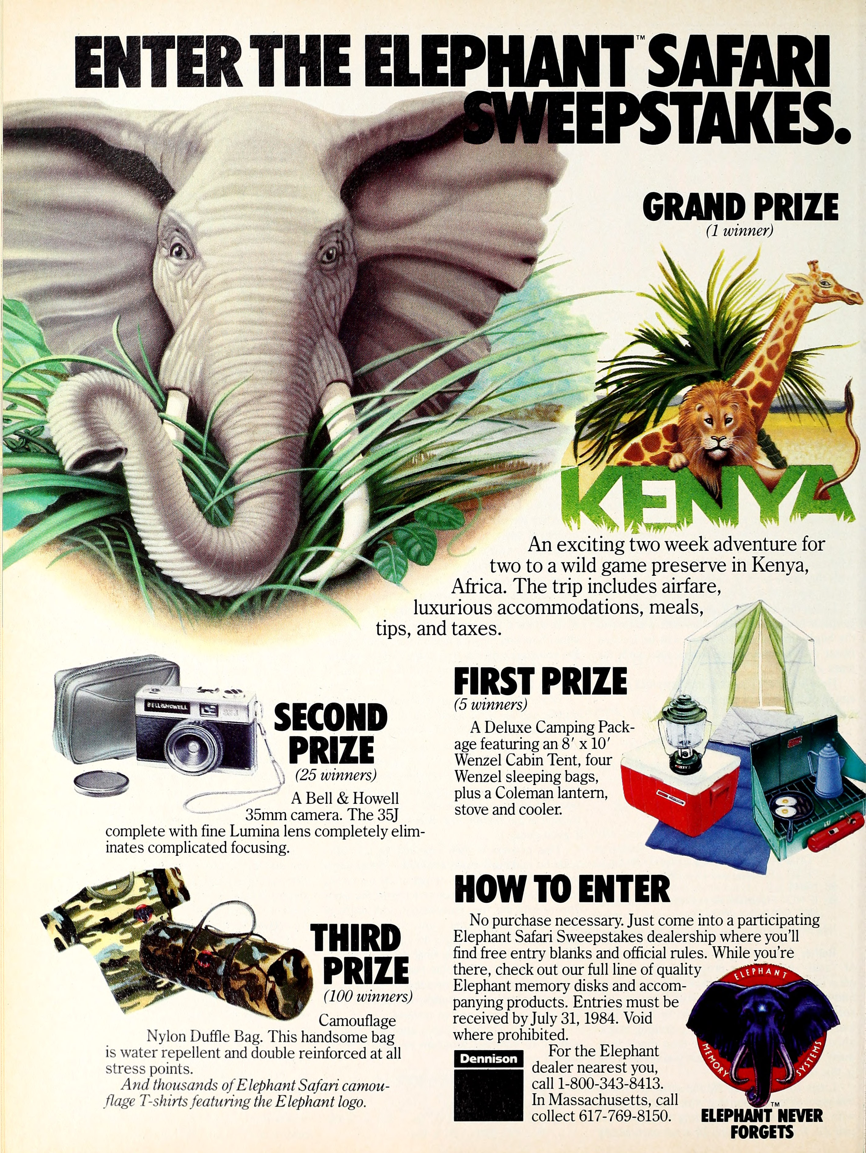 ENTER THE ELEPHANT™ SAFARI
SWEEPSTAKES.
GRAND PRIZE
(1 winner)
KENYA
An exciting two week adventure for
two to a wild game preserve in Kenya,
Africa. The trip includes airfare,
luxurious accommodations, meals,
tips, and taxes.
BELL & HOWELL
SECOND
PRIZE
(25 winners)
A Bell & Howell
35mm camera. The 35J
complete with fine Lumina lens completely elim-
inates complicated focusing.
FIRST PRIZE
(5 winners)
A Deluxe Camping Pack-
age featuring an 8' x 10'
Wenzel Cabin Tent, four
Wenzel sleeping bags,
plus a Coleman lantern,
stove and cooler.
THIRD
PRIZE
(100 winners)
Camouflage
Nylon Duffle Bag. This handsome bag
is water repellent and double reinforced at all
stress points.
And thousands of Elephant Safari camou-
flage T-shirts featuring the Elephant logo.
HOW TO ENTER
No purchase necessary. Just come into a participating
Elephant Safari Sweepstakes dealership where you'll
find free entry blanks and official rules. While you're
there, check out our full line of quality
Elephant memory disks and accom-
panying products. Entries must be
received by July 31, 1984. Void
where prohibited.
Dennison
For the Elephant
dealer nearest you,
call 1-800-343-8413.
In Massachusetts, call
collect 617-769-8150.
ELEPHANT
MEMORY SYSTEMS
™
ELEPHANT NEVER
FORGETS